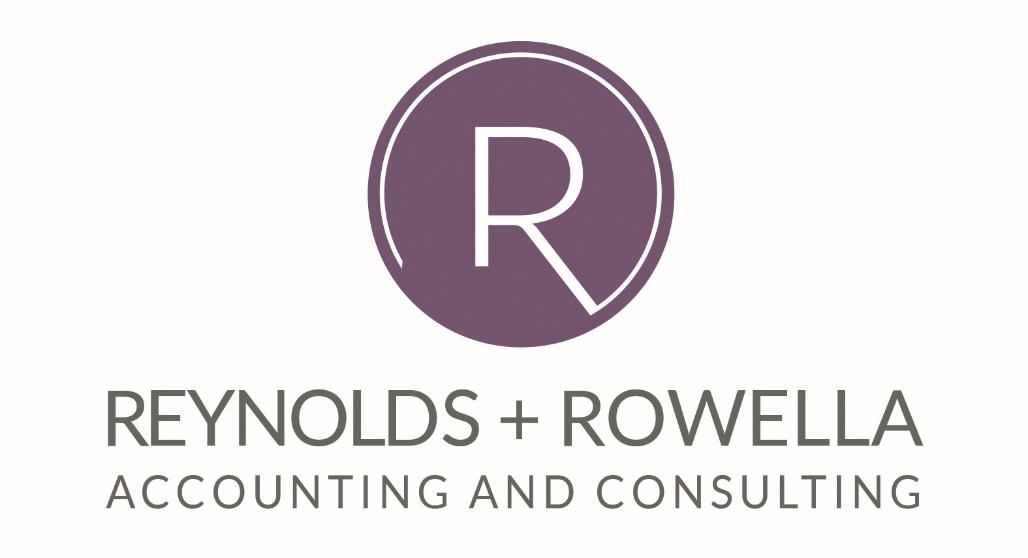 R
REYNOLDS + ROWELLA
ACCOUNTING AND CONSULTING